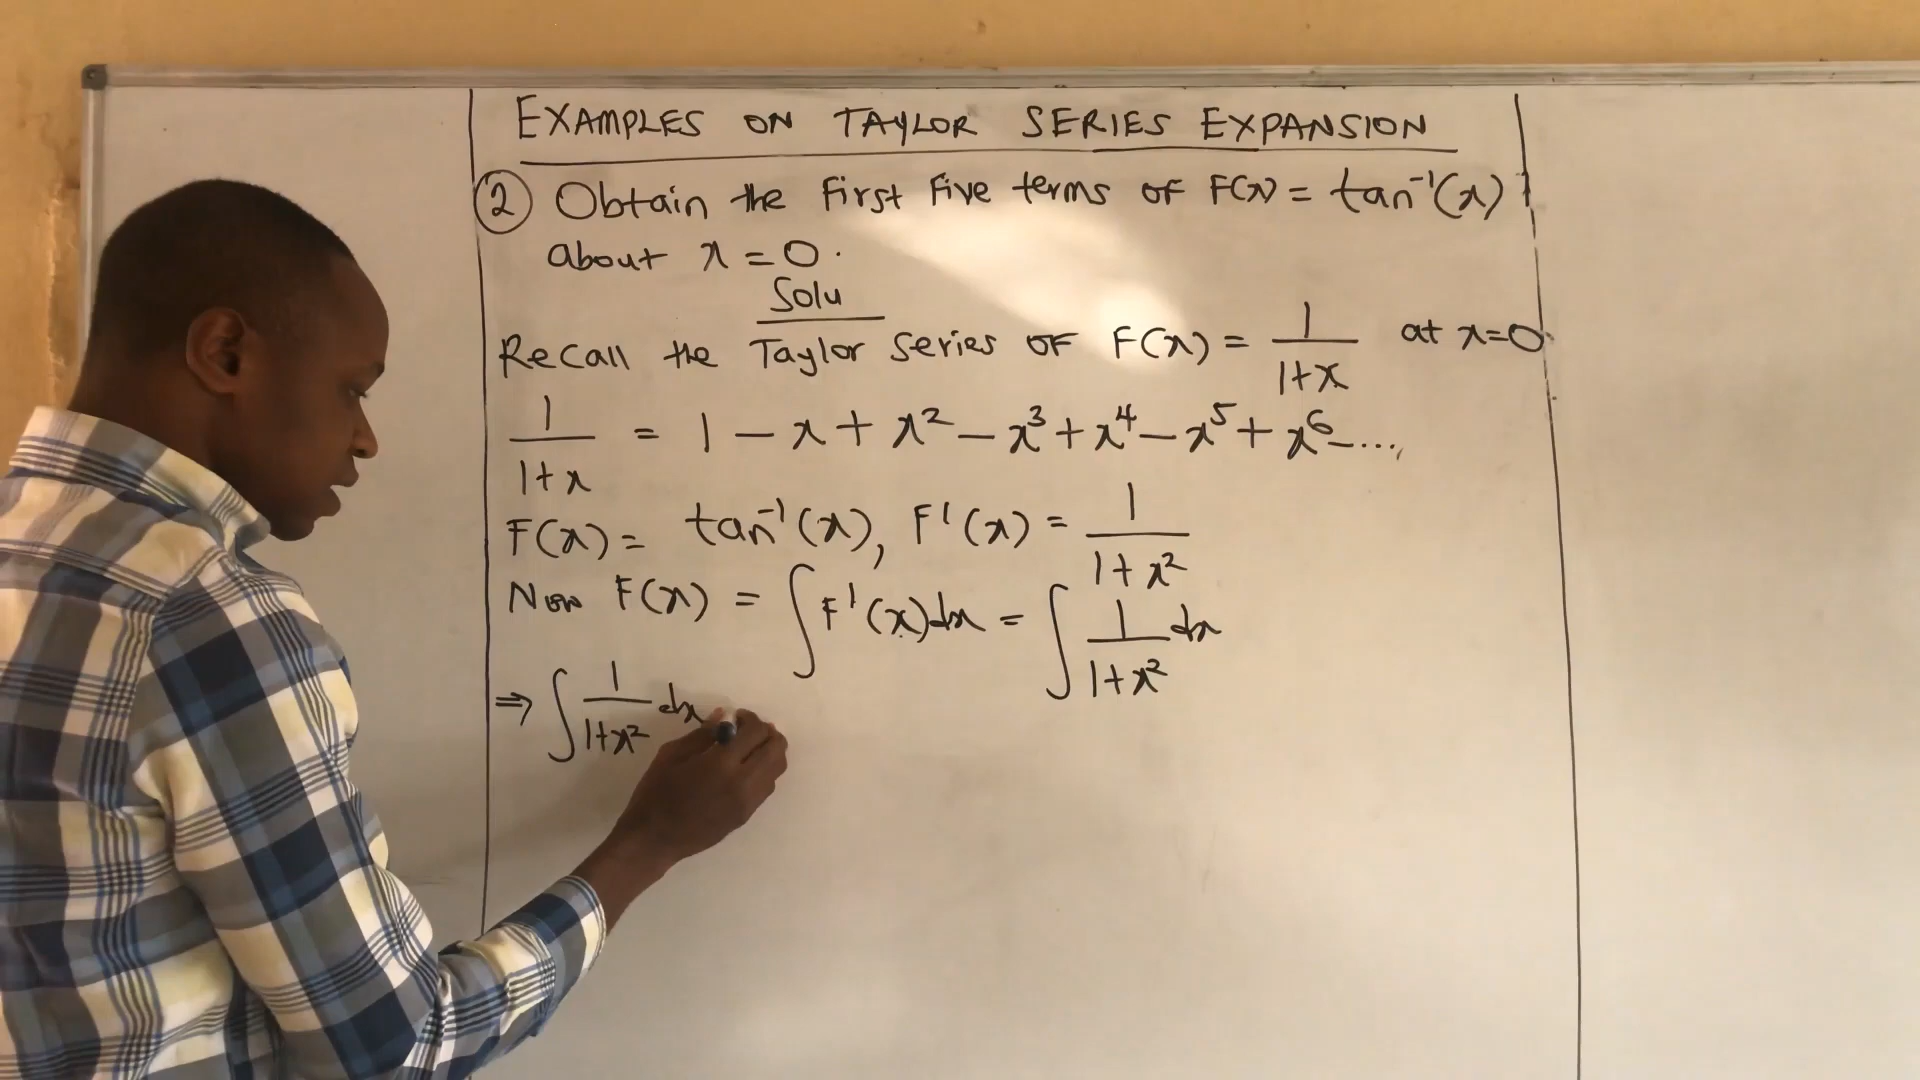 EXAMPLES ON TAYLOR SERIES EXPANSION
② Obtain the First Five terms of F(x) = tan⁻¹(x)
about x = 0.
Solu
Recall the Taylor series of F(x) = 1/(1+x) at x=0.
1/(1+x) = 1 - x + x² - x³ + x⁴ - x⁵ + x⁶ - ....,
F(x) = tan⁻¹(x), F'(x) = 1/(1+x²)
Now F(x) = ∫F'(x)dx = ∫ 1/(1+x²) dx
⇒ ∫ 1/(1+x²) dx